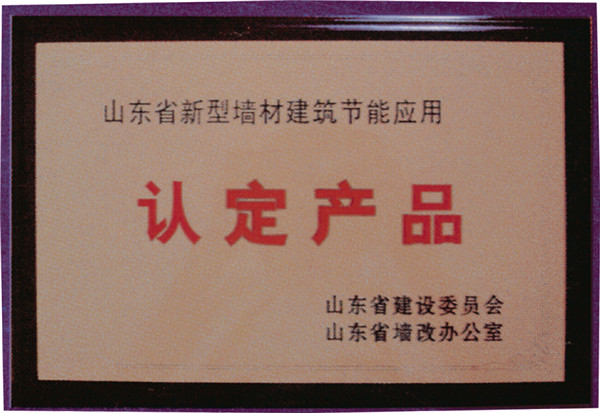 山东省新型墙材建筑节能应用
认定产品
山东省建设委员会
山东省墙改办公室